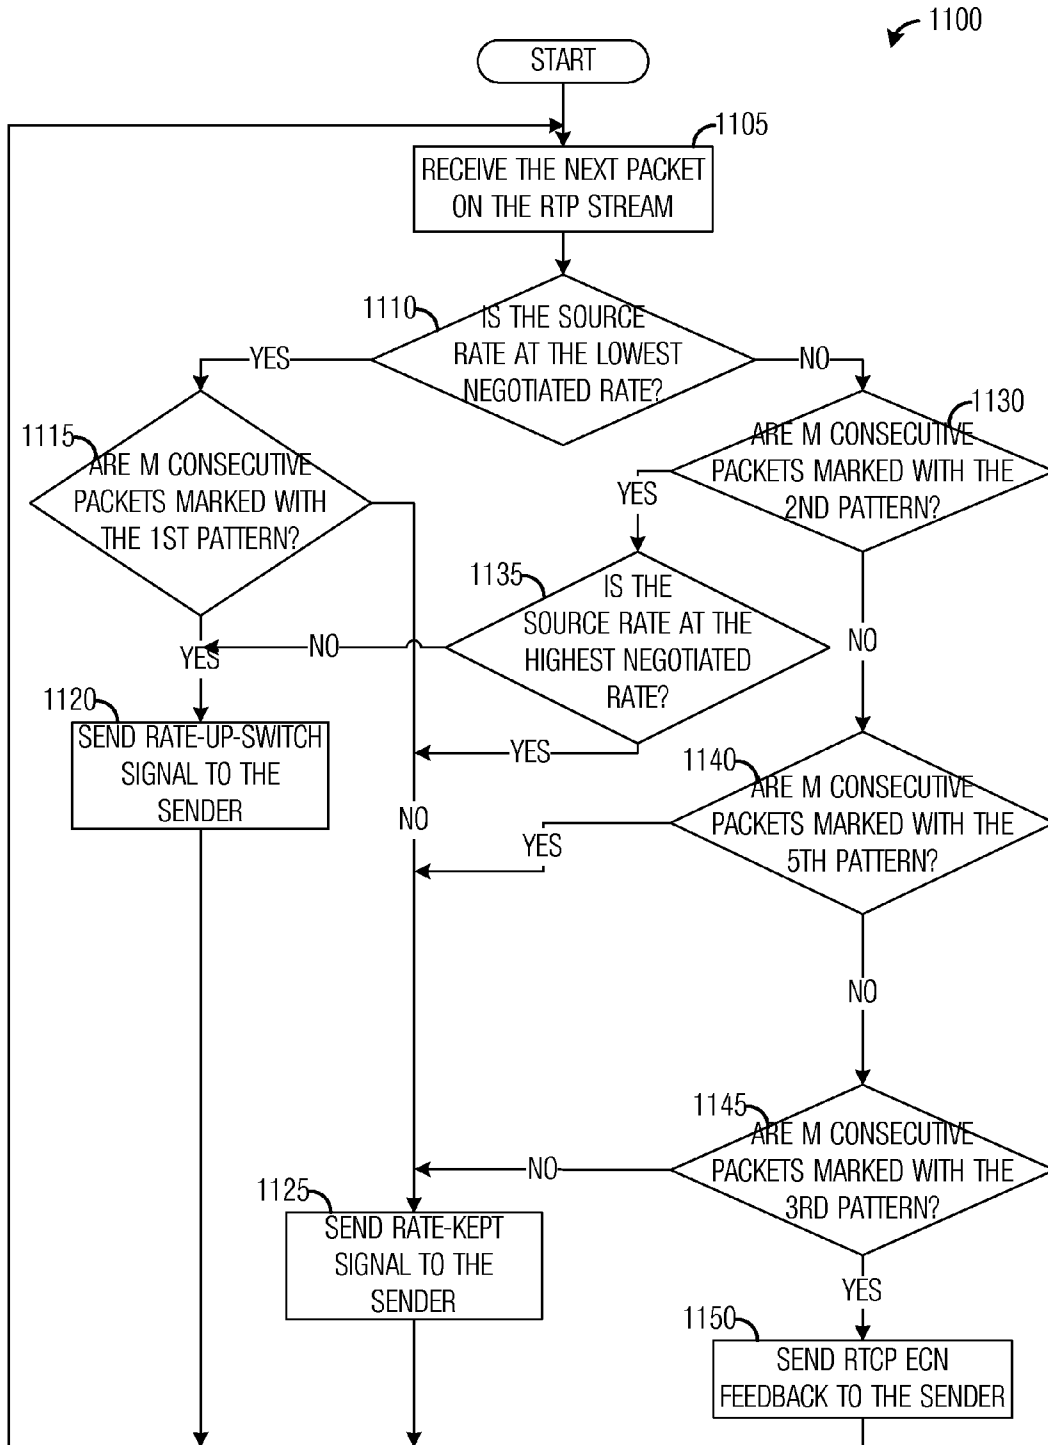 1100
START
1105
RECEIVE THE NEXT PACKET
ON THE RTP STREAM
1110
IS THE SOURCE
RATE AT THE LOWEST
NEGOTIATED RATE?
YES
NO
1115
ARE M CONSECUTIVE
PACKETS MARKED WITH
THE 1ST PATTERN?
1130
ARE M CONSECUTIVE
PACKETS MARKED WITH THE
2ND PATTERN?
YES
1135
IS THE
SOURCE RATE AT THE
HIGHEST NEGOTIATED
RATE?
NO
NO
YES
1120
SEND RATE-UP-SWITCH
SIGNAL TO THE
SENDER
YES
NO
1140
ARE M CONSECUTIVE
PACKETS MARKED WITH THE
5TH PATTERN?
YES
NO
1145
ARE M CONSECUTIVE
PACKETS MARKED WITH THE
3RD PATTERN?
NO
1125
SEND RATE-KEPT
SIGNAL TO THE
SENDER
YES
1150
SEND RTCP ECN
FEEDBACK TO THE SENDER